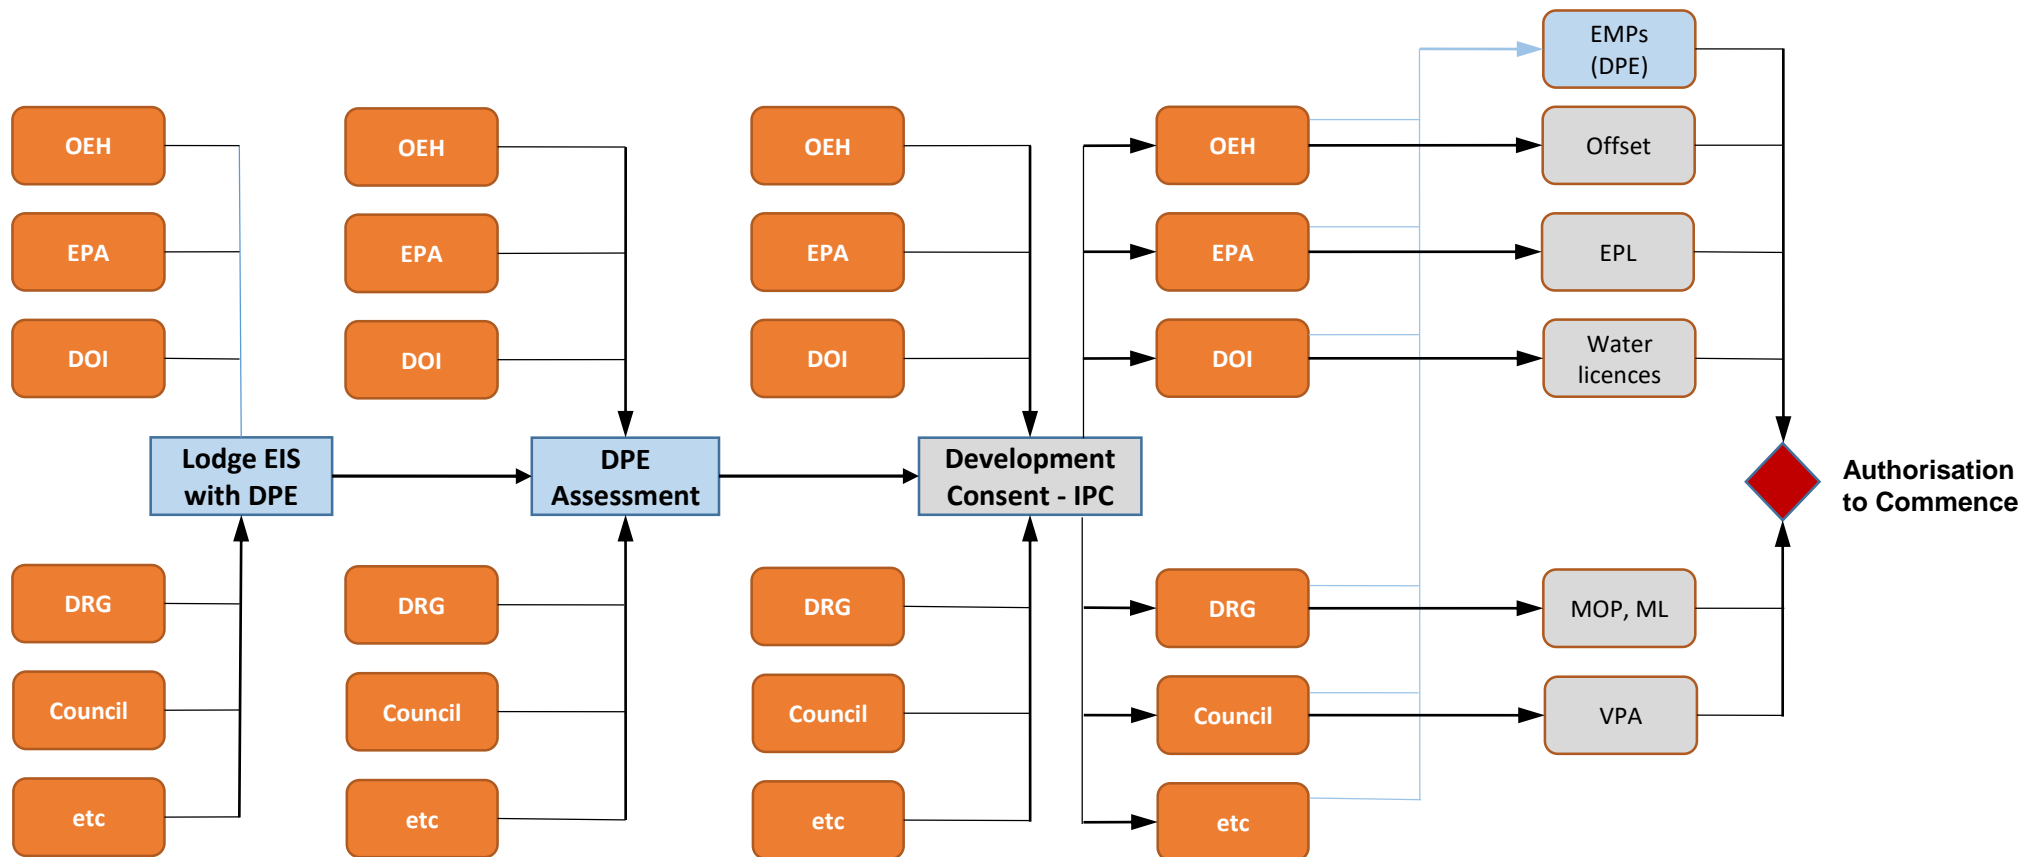 EMPs
(DPE)
OEH
OEH
OEH
OEH
Offset
EPA
EPA
EPA
EPA
EPL
DOI
DOI
DOI
DOI
Water
licences
Lodge EIS
with DPE
DPE
Assessment
Development
Consent - IPC
Authorisation
to Commence
DRG
DRG
DRG
DRG
MOP, ML
Council
Council
Council
Council
VPA
etc
etc
etc
etc